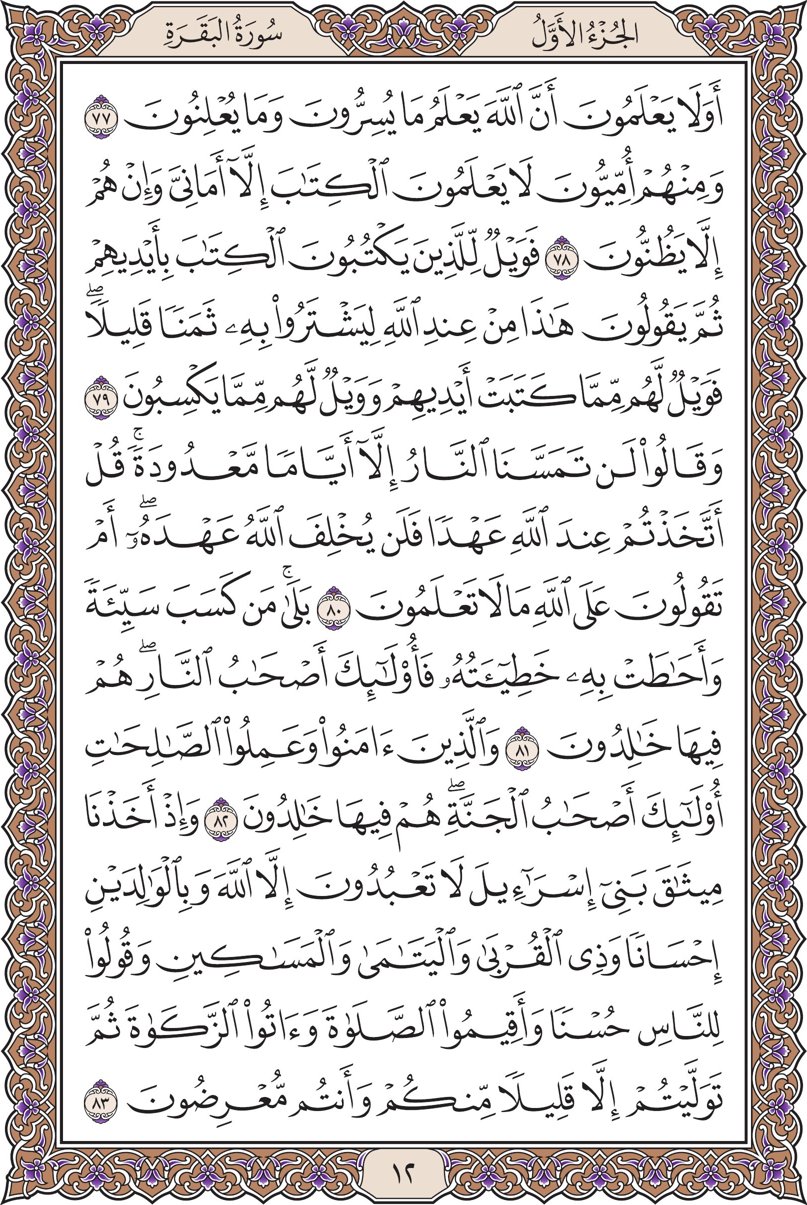 الجُزْءُ الأَوَّلُ
سُورَةُ البَقَرَةِ
أَوَلَا يَعْلَمُونَ أَنَّ ٱللَّهَ يَعْلَمُ مَا يُسِرُّونَ وَمَا يُعْلِنُونَ ٧٧
وَمِنْهُمْ أُمِّيُّونَ لَا يَعْلَمُونَ ٱلْكِتَٰبَ إِلَّآ أَمَانِىَّ وَإِنْ هُمْ
إِلَّا يَظُنُّونَ ٧٨ فَوَيْلٌ لِّلَّذِينَ يَكْتُبُونَ ٱلْكِتَٰبَ بِأَيْدِيهِمْ
ثُمَّ يَقُولُونَ هَٰذَا مِنْ عِندِ ٱللَّهِ لِيَشْتَرُوا۟ بِهِۦ ثَمَنًا قَلِيلًا ۖ
فَوَيْلٌ لَّهُم مِّمَّا كَتَبَتْ أَيْدِيهِمْ وَوَيْلٌ لَّهُم مِّمَّا يَكْسِبُونَ ٧٩
وَقَالُوا۟ لَن تَمَسَّنَا ٱلنَّارُ إِلَّآ أَيَّامًا مَّعْدُودَةً ۚ قُلْ
أَتَّخَذْتُمْ عِندَ ٱللَّهِ عَهْدًا فَلَن يُخْلِفَ ٱللَّهُ عَهْدَهُۥٓ ۖ أَمْ
تَقُولُونَ عَلَى ٱللَّهِ مَا لَا تَعْلَمُونَ ٨٠ بَلَىٰ ۚ مَن كَسَبَ سَيِّئَةً
وَأَحَٰطَتْ بِهِۦ خَطِيٓـَٔتُهُۥ فَأُو۟لَٰٓئِكَ أَصْحَٰبُ ٱلنَّارِ ۖ هُمْ
فِيهَا خَٰلِدُونَ ٨١ وَٱلَّذِينَ ءَامَنُوا۟ وَعَمِلُوا۟ ٱلصَّٰلِحَٰتِ
أُو۟لَٰٓئِكَ أَصْحَٰبُ ٱلْجَنَّةِ ۖ هُمْ فِيهَا خَٰلِدُونَ ٨٢ وَإِذْ أَخَذْنَا
مِيثَٰقَ بَنِىٓ إِسْرَٰٓءِيلَ لَا تَعْبُدُونَ إِلَّا ٱللَّهَ وَبِٱلْوَٰلِدَيْنِ
إِحْسَانًا وَذِى ٱلْقُرْبَىٰ وَٱلْيَتَٰمَىٰ وَٱلْمَسَٰكِينِ وَقُولُوا۟
لِلنَّاسِ حُسْنًا وَأَقِيمُوا۟ ٱلصَّلَوٰةَ وَءَاتُوا۟ ٱلزَّكَوٰةَ ثُمَّ
تَوَلَّيْتُمْ إِلَّا قَلِيلًا مِّنكُمْ وَأَنتُم مُّعْرِضُونَ ٨٣
١٢